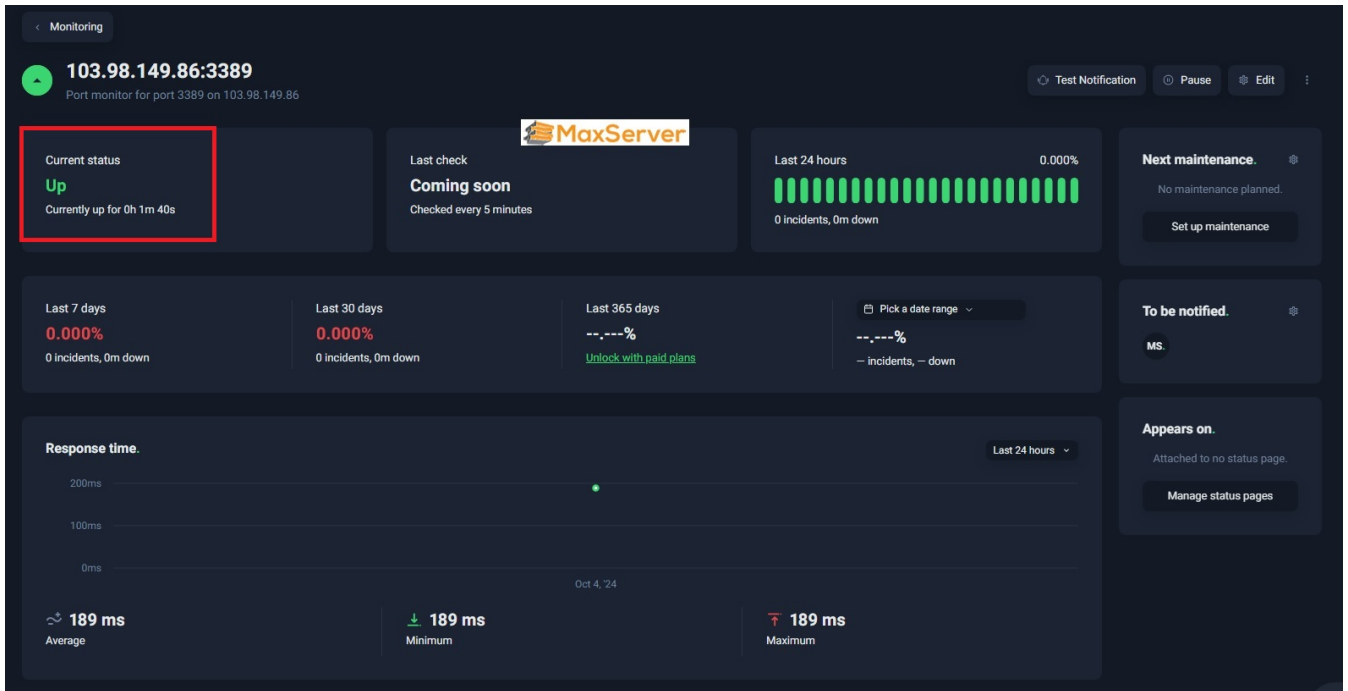 Monitoring
103.98.149.86:3389
Port monitor for port 3389 on 103.98.149.86
Test Notification
Pause
Edit
MaxServer
Current status
Up
Currently up for 0h 1m 40s
Last check
Coming soon
Checked every 5 minutes
Last 24 hours 0.000%
0 incidents, 0m down
Next maintenance.
No maintenance planned.
Set up maintenance
Last 7 days
0.000%
0 incidents, 0m down
Last 30 days
0.000%
0 incidents, 0m down
Last 365 days
--.---%
Unlock with paid plans
Pick a date range
--.---%
— incidents, — down
To be notified.
MS.
Response time.
Last 24 hours
200ms
100ms
0ms
Oct 4, '24
189 ms
Average
189 ms
Minimum
189 ms
Maximum
Appears on.
Attached to no status page.
Manage status pages